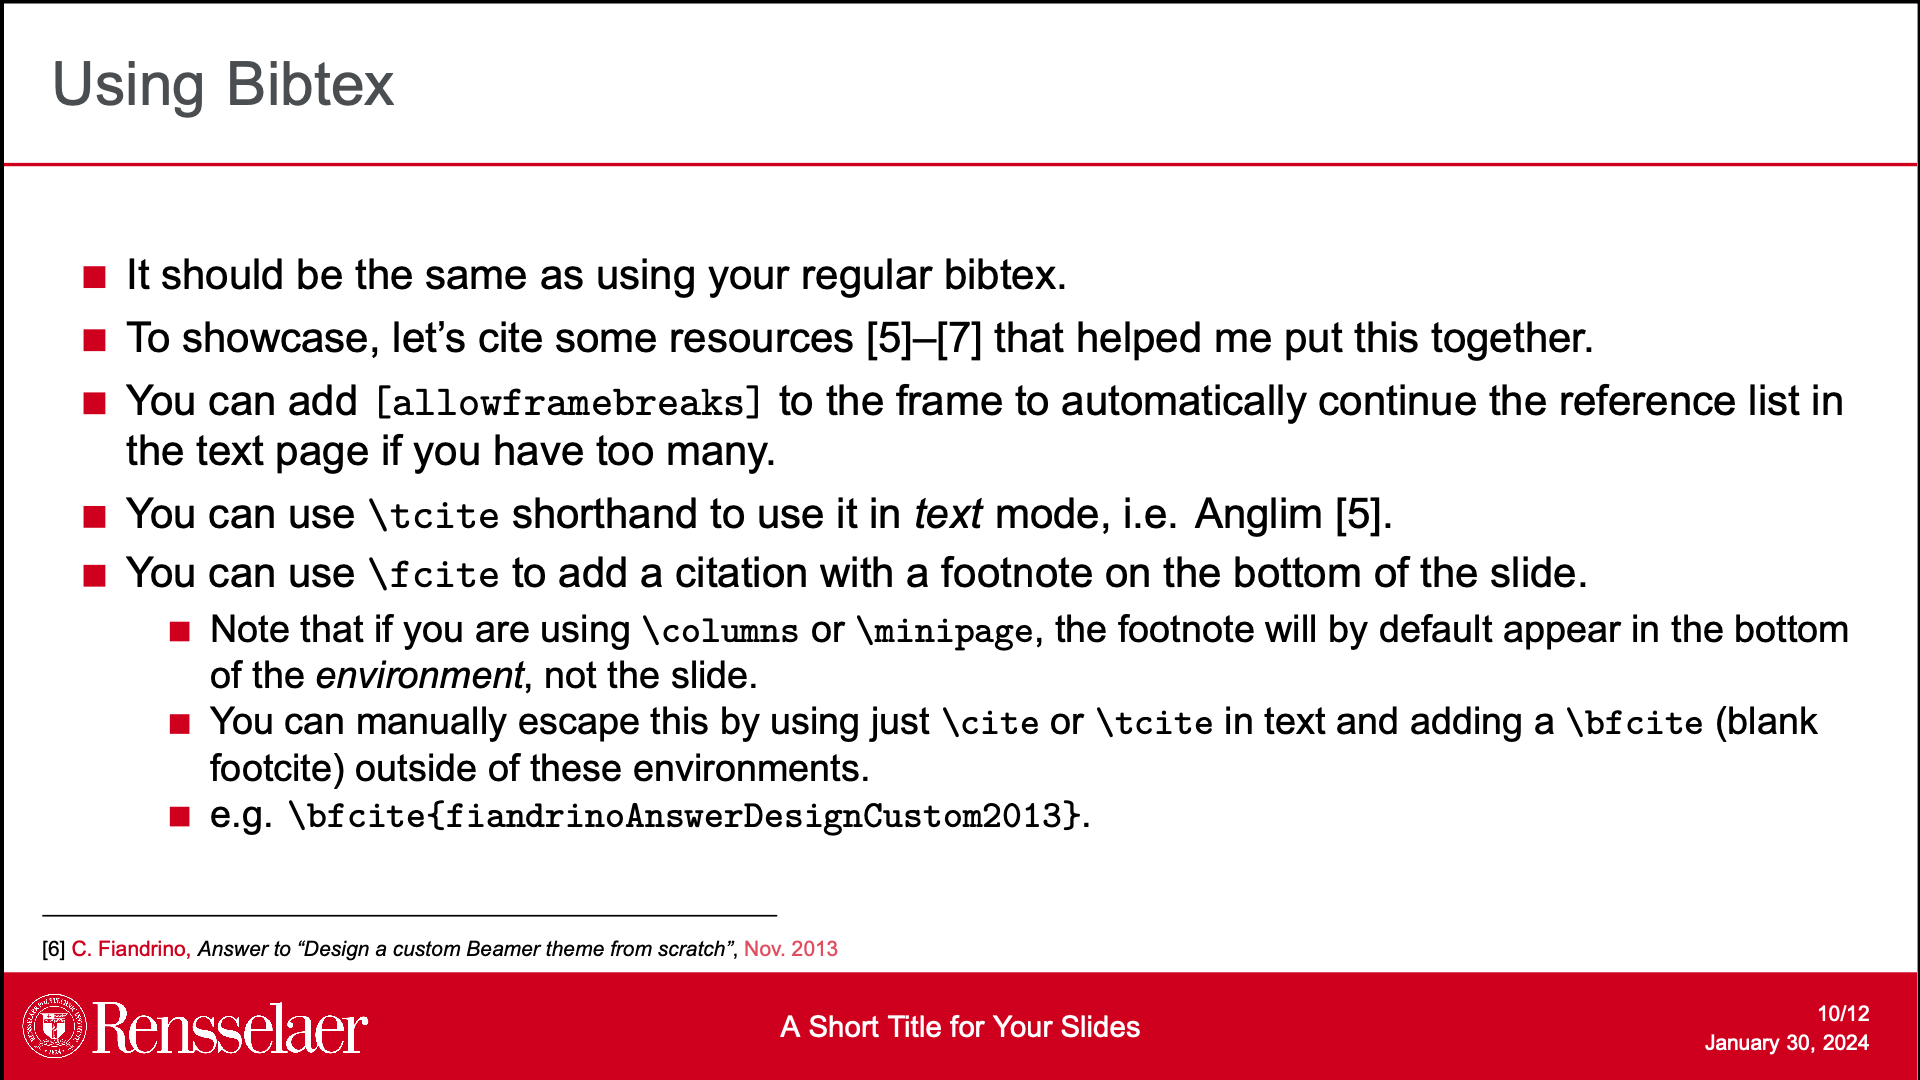 Using Bibtex
It should be the same as using your regular bibtex.
To showcase, let’s cite some resources [5]–[7] that helped me put this together.
You can add [allowframebreaks] to the frame to automatically continue the reference list in
the text page if you have too many.
You can use \tcite shorthand to use it in text mode, i.e. Anglim [5].
You can use \fcite to add a citation with a footnote on the bottom of the slide.
Note that if you are using \columns or \minipage, the footnote will by default appear in the bottom
of the environment, not the slide.
You can manually escape this by using just \cite or \tcite in text and adding a \bfcite (blank
footcite) outside of these environments.
e.g. \bfcite{fiandrinoAnswerDesignCustom2013}.
[6] C. Fiandrino, Answer to “Design a custom Beamer theme from scratch”, Nov. 2013
Rensselaer
A Short Title for Your Slides
10/12
January 30, 2024